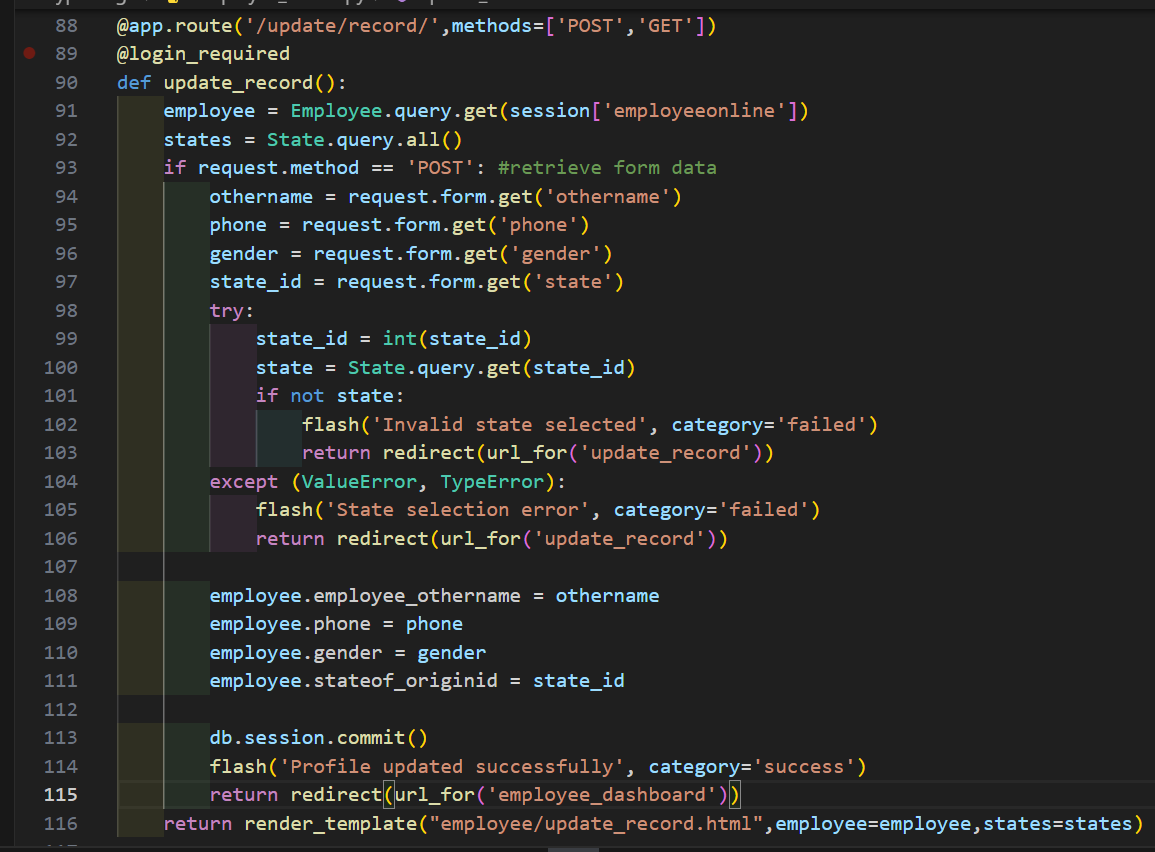 88 @app.route('/update/record/',methods=['POST','GET'])
89 @login_required
90 def update_record():
91     employee = Employee.query.get(session['employeeonline'])
92     states = State.query.all()
93     if request.method == 'POST': #retrieve form data
94         othername = request.form.get('othername')
95         phone = request.form.get('phone')
96         gender = request.form.get('gender')
97         state_id = request.form.get('state')
98         try:
99             state_id = int(state_id)
100             state = State.query.get(state_id)
101             if not state:
102                 flash('Invalid state selected', category='failed')
103                 return redirect(url_for('update_record'))
104         except (ValueError, TypeError):
105             flash('State selection error', category='failed')
106             return redirect(url_for('update_record'))
107
108         employee.employee_othername = othername
109         employee.phone = phone
110         employee.gender = gender
111         employee.stateof_originid = state_id
112
113         db.session.commit()
114         flash('Profile updated successfully', category='success')
115         return redirect(url_for('employee_dashboard'))
116     return render_template("employee/update_record.html",employee=employee,states=states)